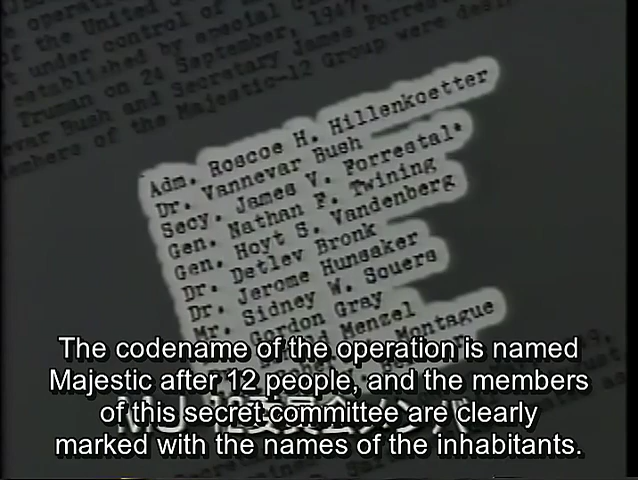 operation
of the United
t under control of
established by special
Truman on 24 September, 1947,
evar Bush and Secretary James Forrest
embers of the Majestic-12 Group were desi
Adm. Roscoe H. Hillenkoetter
Dr. Vannevar Bush
Secy. James V. Forrestal*
Gen. Nathan F. Twining
Gen. Hoyt S. Vandenberg
Dr. Detlev Bronk
Dr. Jerome Hunsaker
Mr. Sidney W. Souers
Gordon Gray
Menzel
Montague
The codename of the operation is named
Majestic after 12 people, and the members
of this secret committee are clearly
marked with the names of the inhabitants.